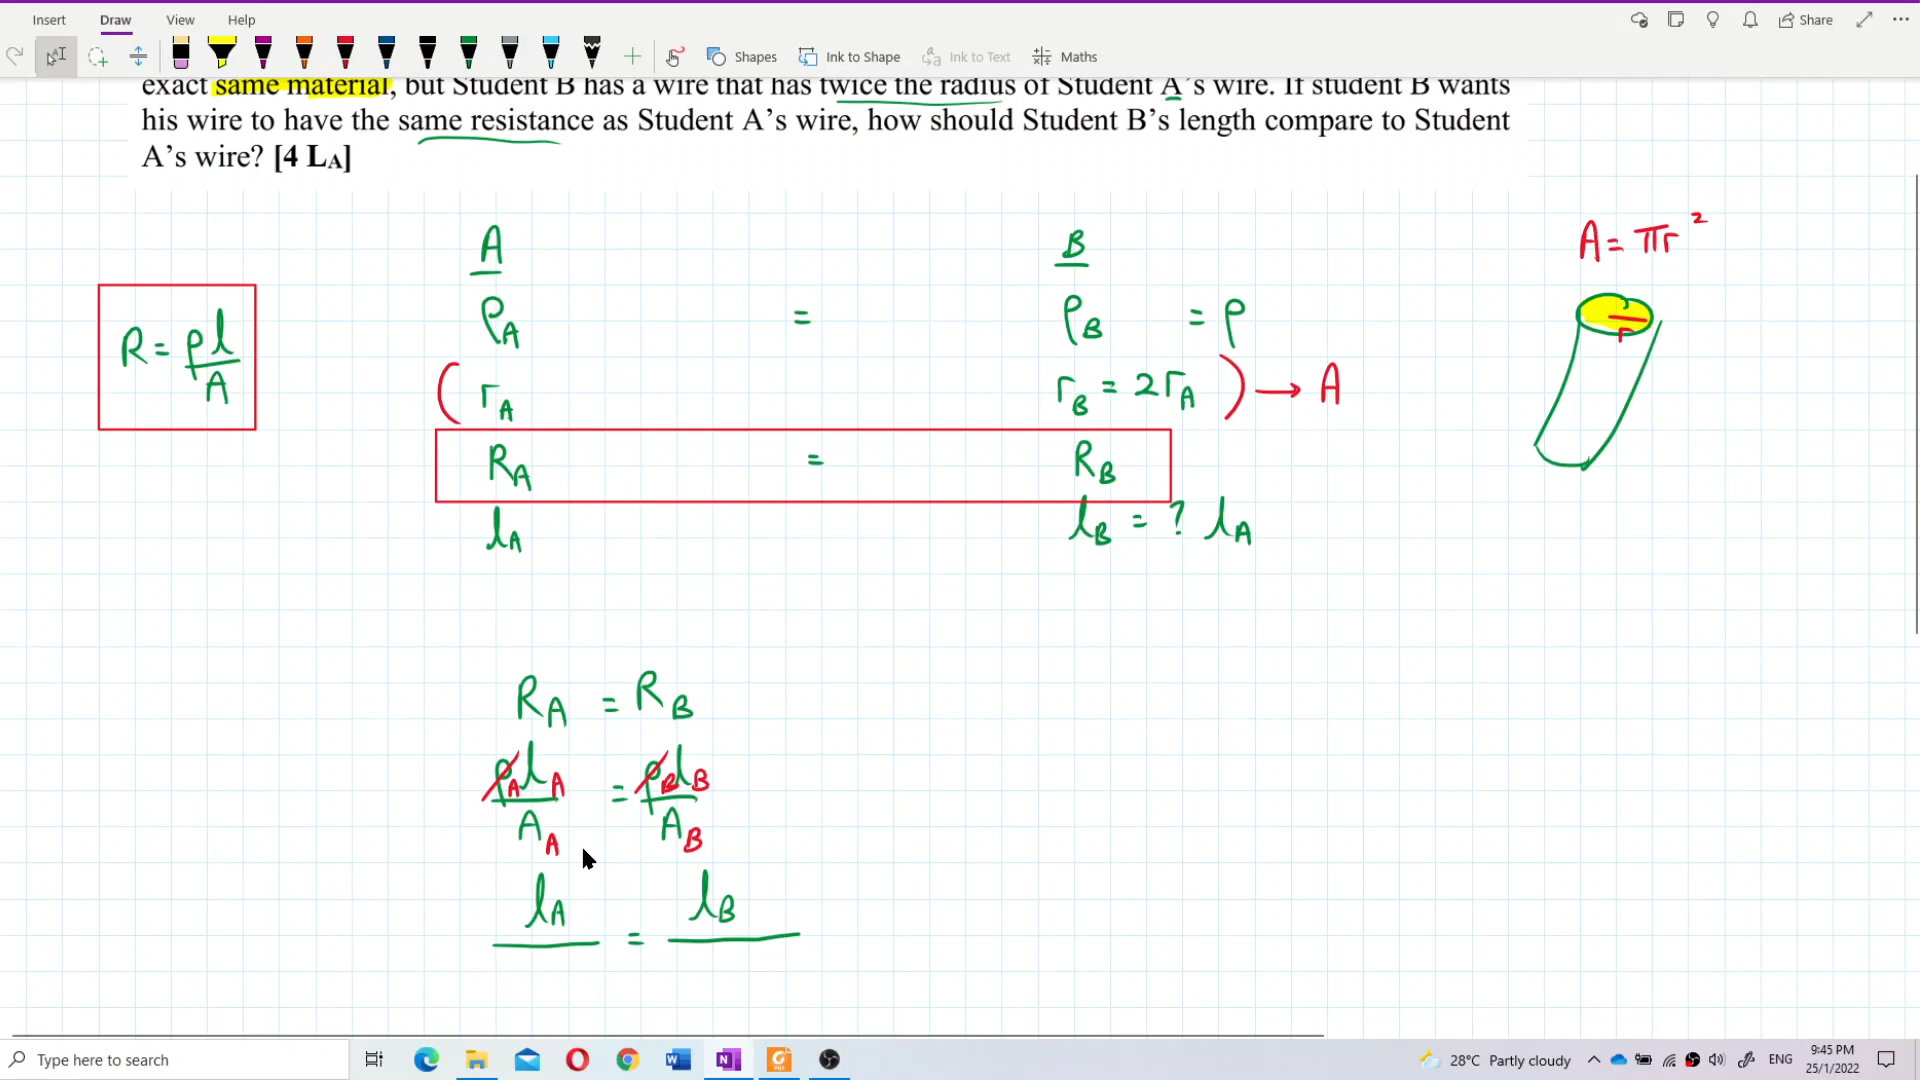 Insert Draw View Help
Share
Shapes Ink to Shape Ink to Text Maths
exact same material, but Student B has a wire that has twice the radius of Student A's wire. If student B wants
his wire to have the same resistance as Student A's wire, how should Student B's length compare to Student
A's wire? [4 LA]
A B
A = πr²
R = ρl/A
ρA = ρB = ρ
r
( rA rB = 2rA ) → A
RA = RB
lA lB = ? lA
RA = RB
ρA lA / AA = ρB lB / AB
lA = lB
Type here to search
28°C Partly cloudy
ENG
9:45 PM
25/1/2022